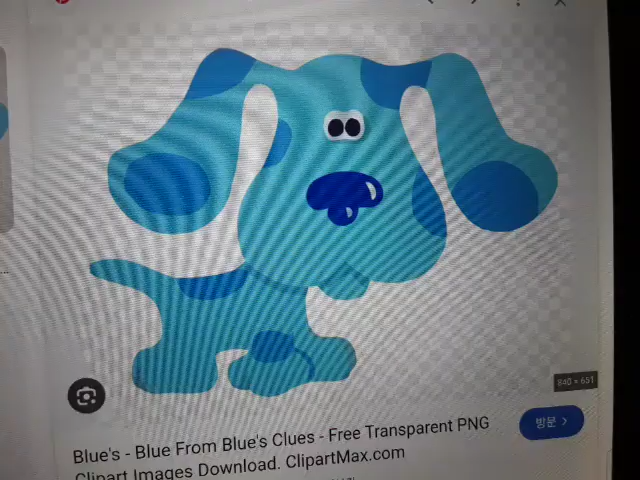 840 × 651
Blue's - Blue From Blue's Clues - Free Transparent PNG
방문 >
Clipart Images Download. ClipartMax.com